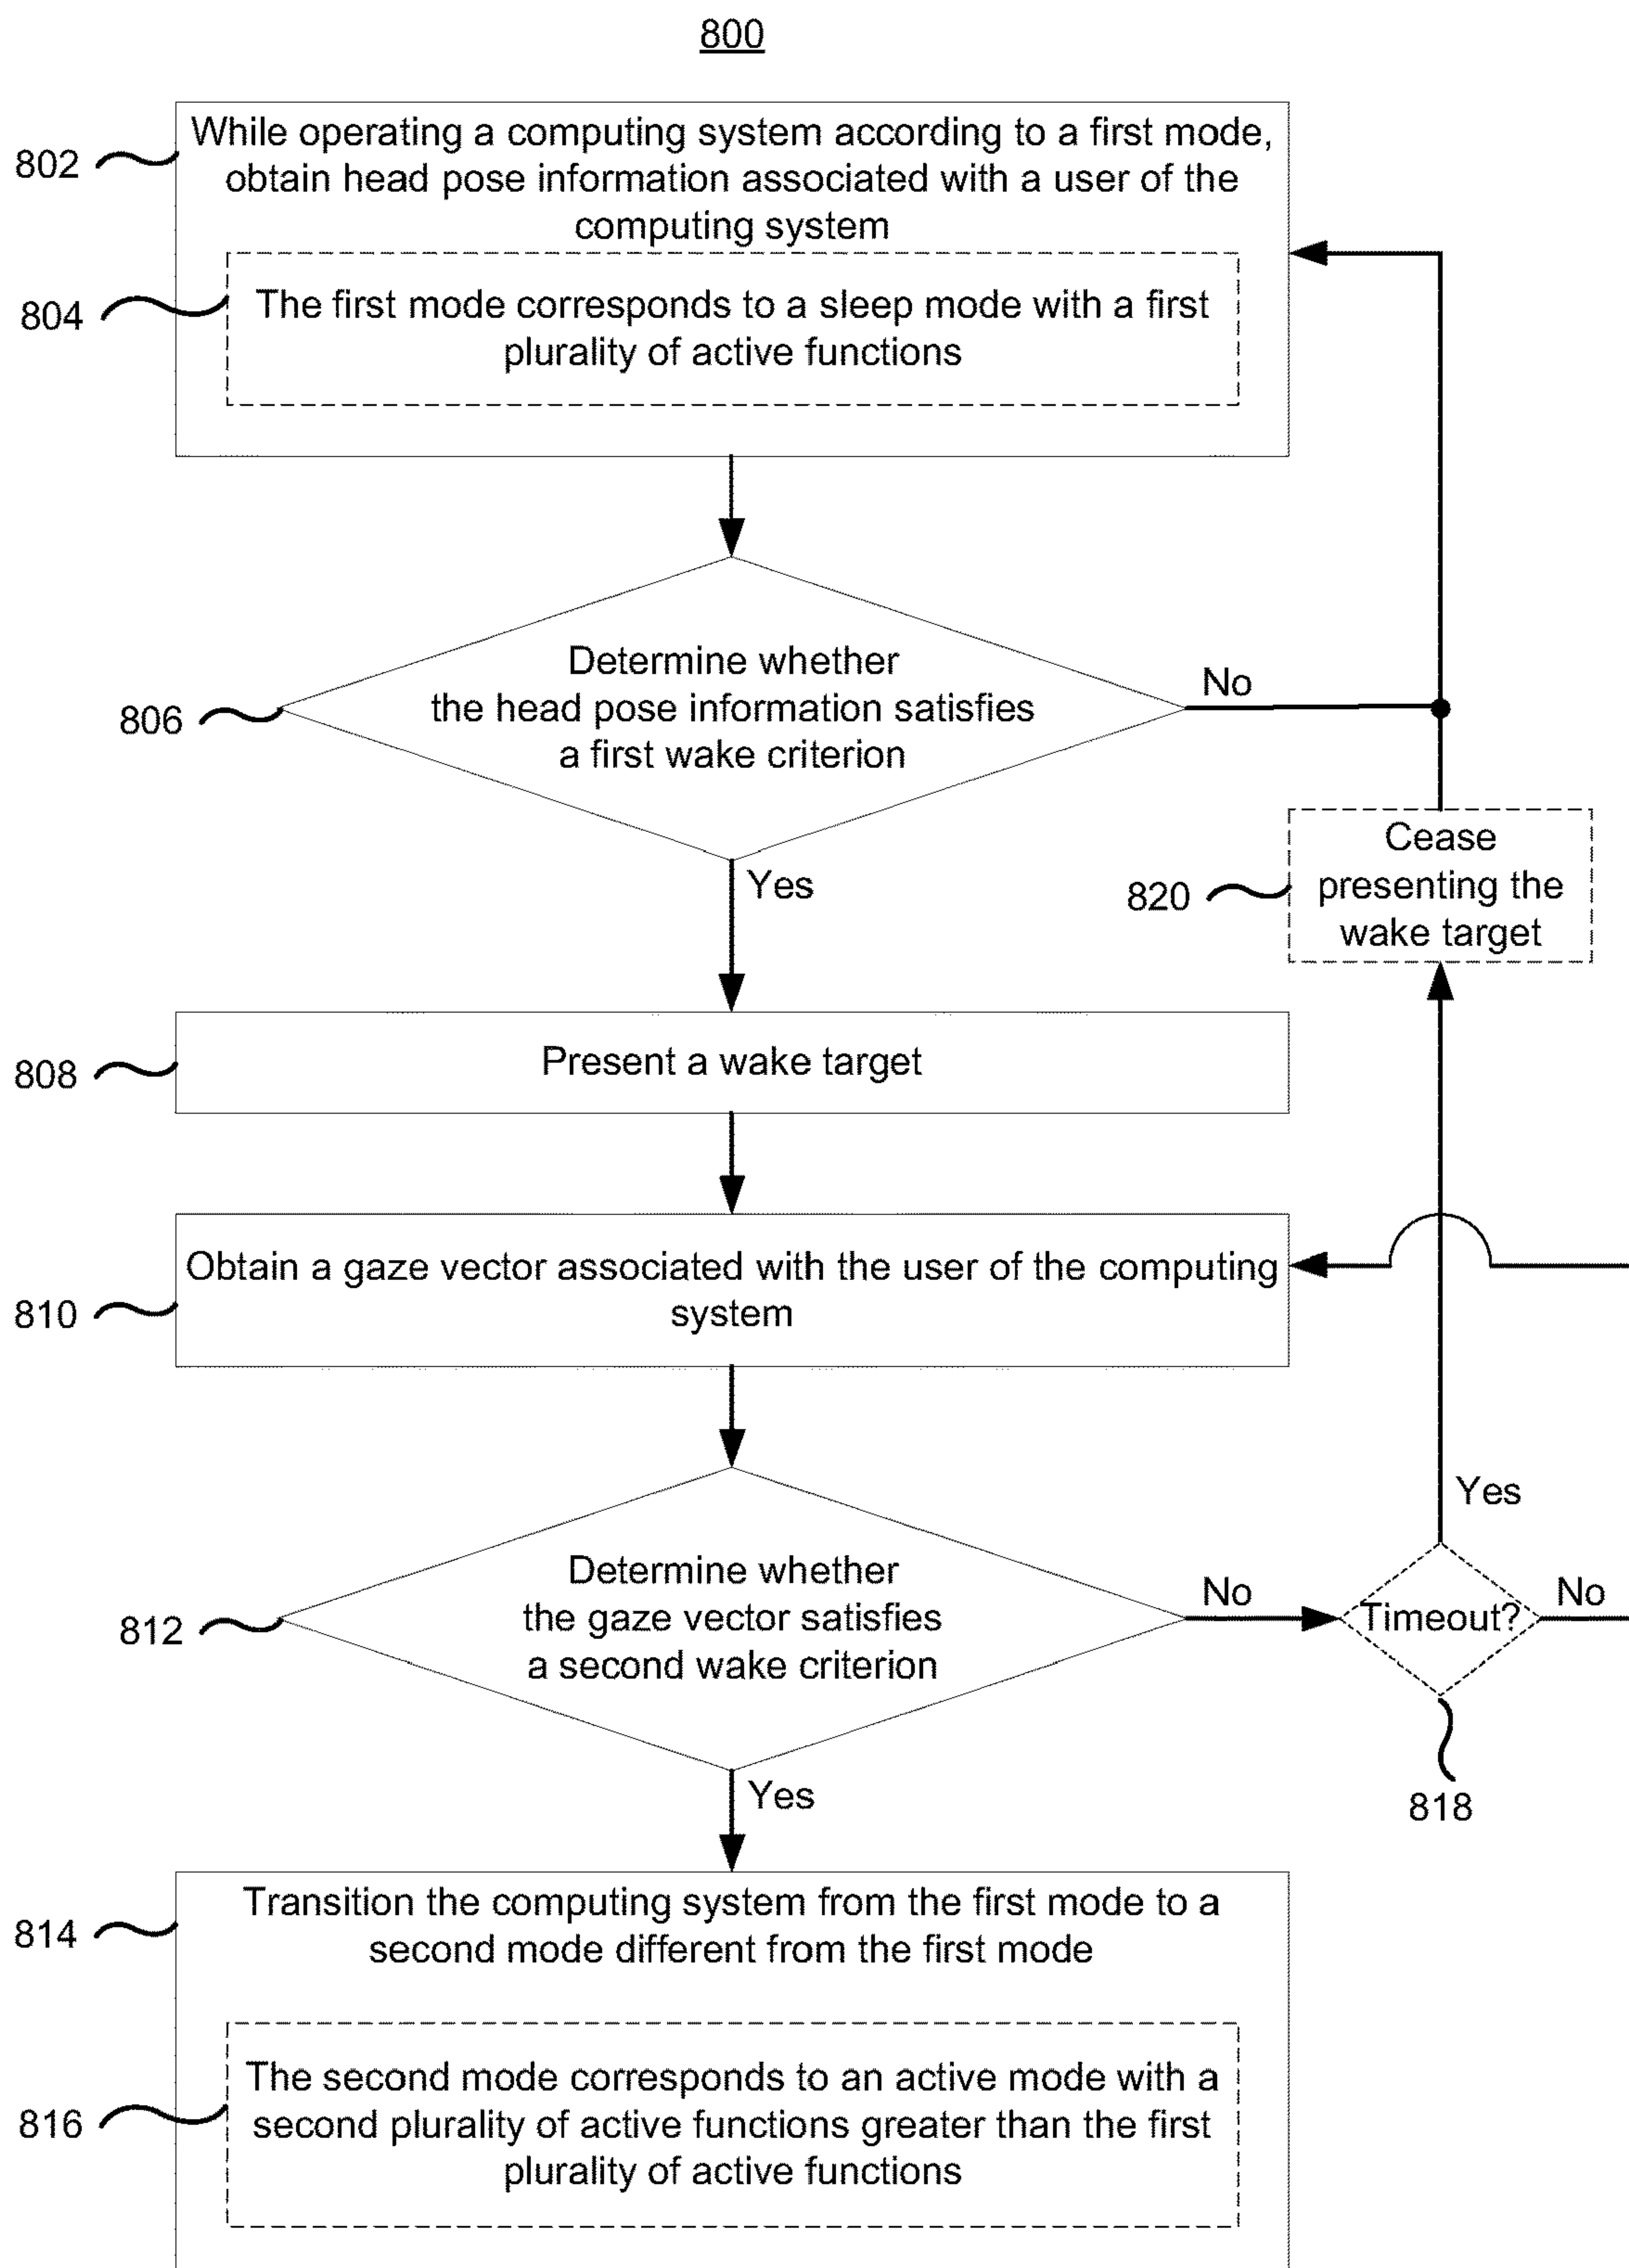 800
802
While operating a computing system according to a first mode,
obtain head pose information associated with a user of the
computing system
804
The first mode corresponds to a sleep mode with a first
plurality of active functions
806
Determine whether
the head pose information satisfies
a first wake criterion
No
Yes
820
Cease
presenting the
wake target
808
Present a wake target
810
Obtain a gaze vector associated with the user of the computing
system
812
Determine whether
the gaze vector satisfies
a second wake criterion
No
Yes
Timeout?
No
818
Yes
814
Transition the computing system from the first mode to a
second mode different from the first mode
816
The second mode corresponds to an active mode with a
second plurality of active functions greater than the first
plurality of active functions